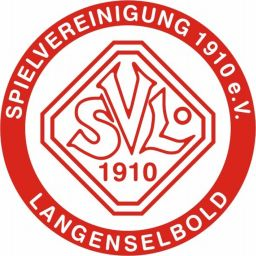 SPIELVEREINIGUNG 1910 e.V.
SVL
1910
LANGENSELBOLD